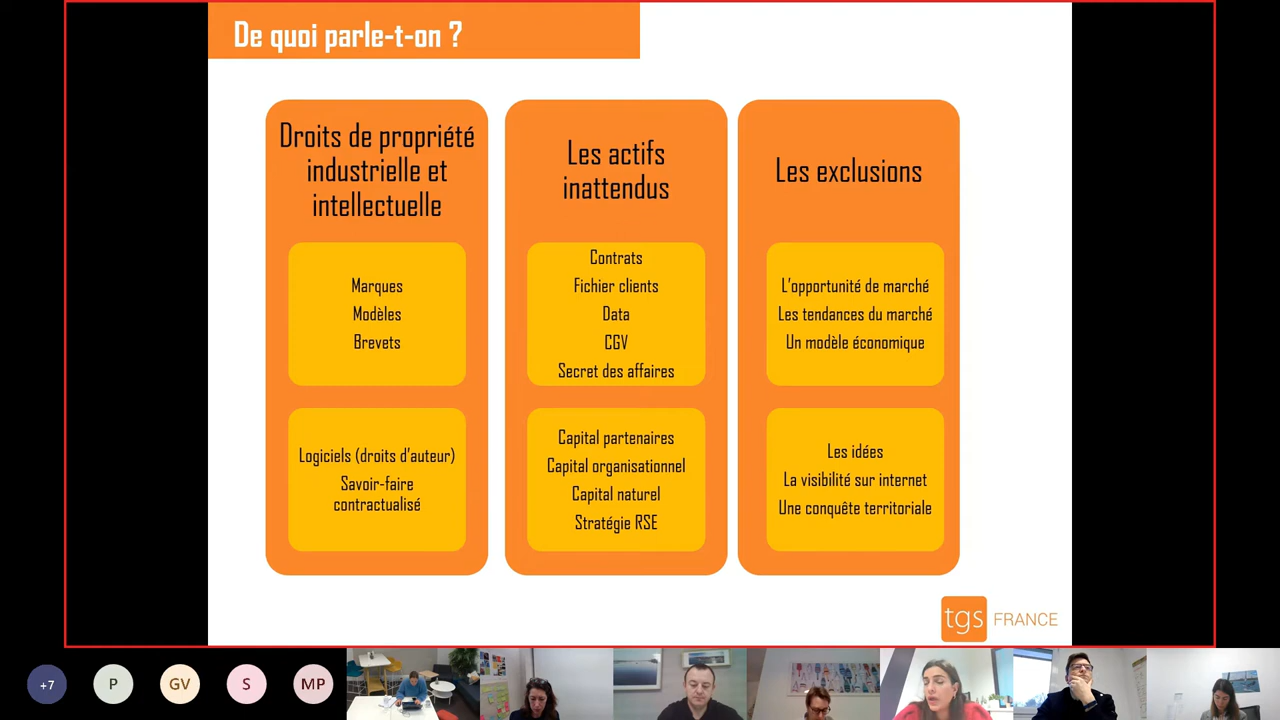 De quoi parle-t-on ?
Droits de propriété
industrielle et
intellectuelle
Marques
Modèles
Brevets
Logiciels (droits d'auteur)
Savoir-faire
contractualisé
Les actifs
inattendus
Contrats
Fichier clients
Data
CGV
Secret des affaires
Capital partenaires
Capital organisationnel
Capital naturel
Stratégie RSE
Les exclusions
L'opportunité de marché
Les tendances du marché
Un modèle économique
Les idées
La visibilité sur internet
Une conquête territoriale
tgs FRANCE
+7
P
GV
S
MP